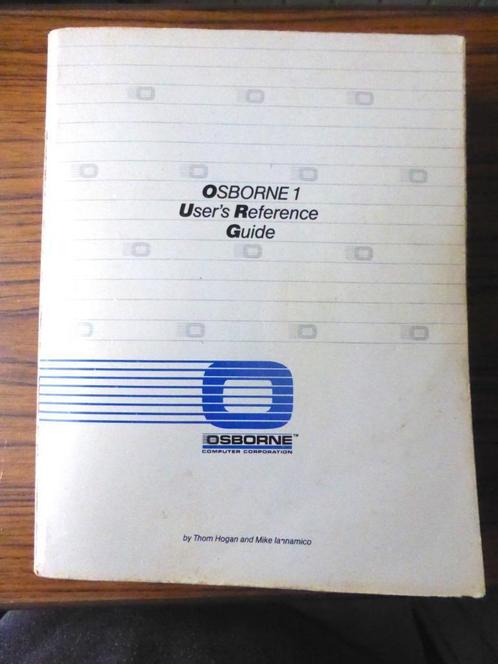 OSBORNE 1
User's Reference
Guide
OSBORNE™
COMPUTER CORPORATION
by Thom Hogan and Mike Iannamico